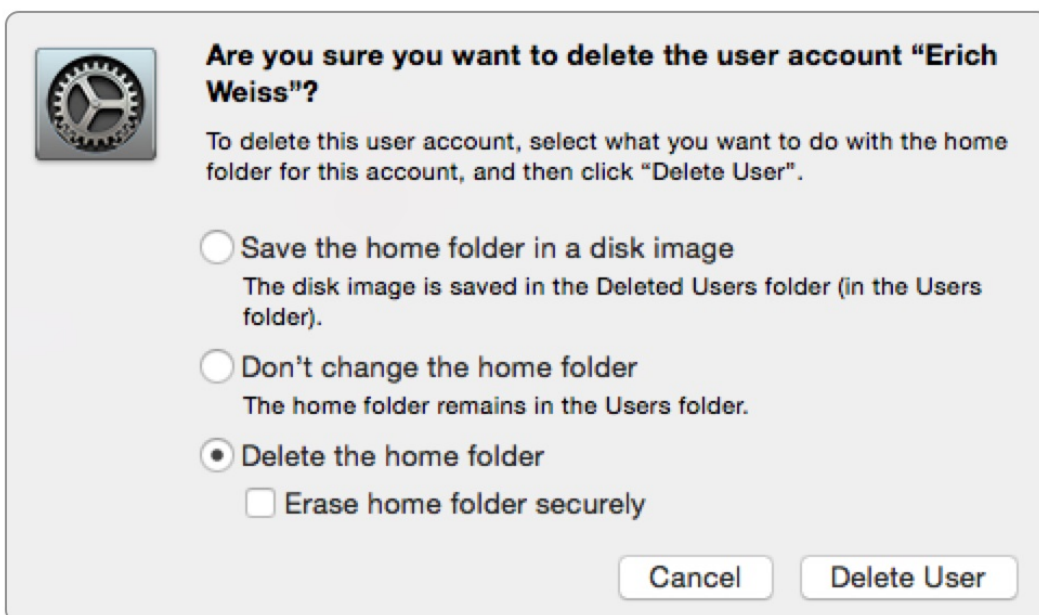 Are you sure you want to delete the user account “Erich
Weiss”?
To delete this user account, select what you want to do with the home
folder for this account, and then click “Delete User”.
Save the home folder in a disk image
The disk image is saved in the Deleted Users folder (in the Users
folder).
Don’t change the home folder
The home folder remains in the Users folder.
Delete the home folder
Erase home folder securely
Cancel
Delete User